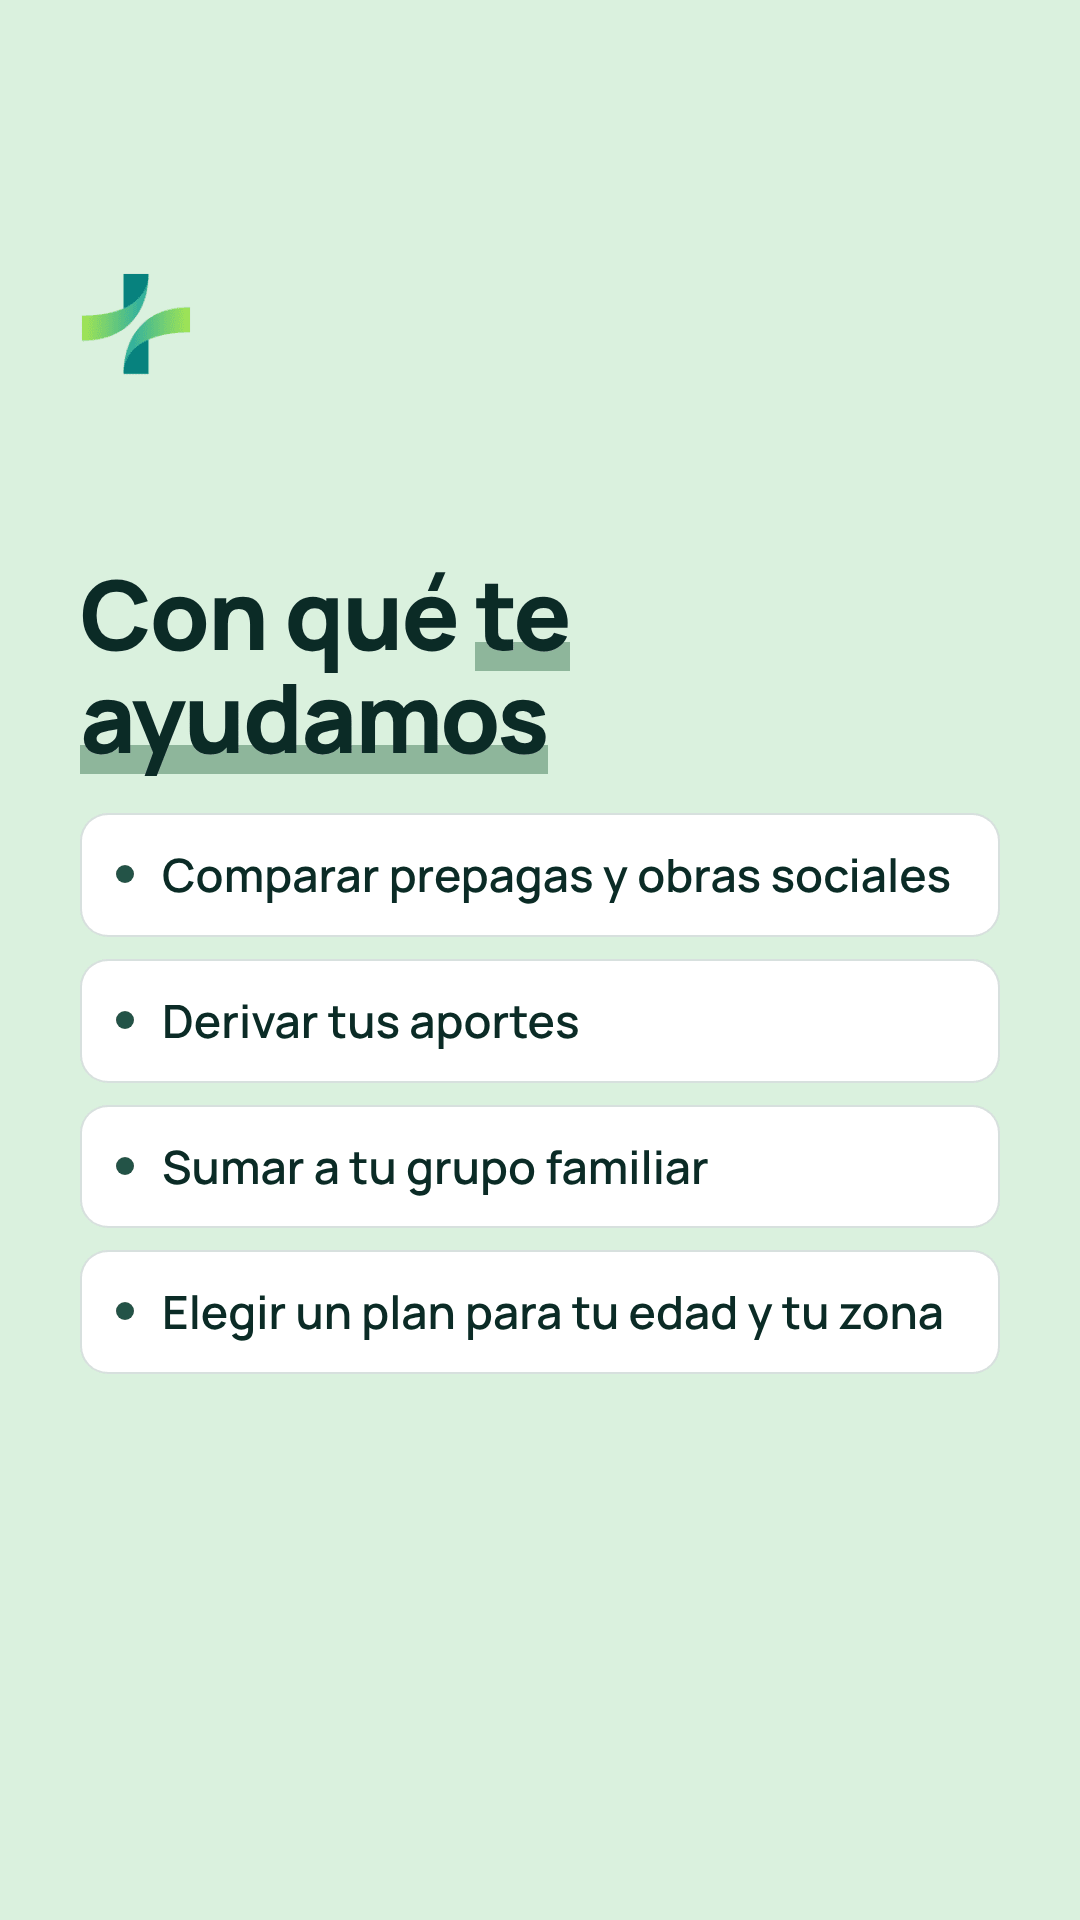 Con qué te
ayudamos
Comparar prepagas y obras sociales
Derivar tus aportes
Sumar a tu grupo familiar
Elegir un plan para tu edad y tu zona